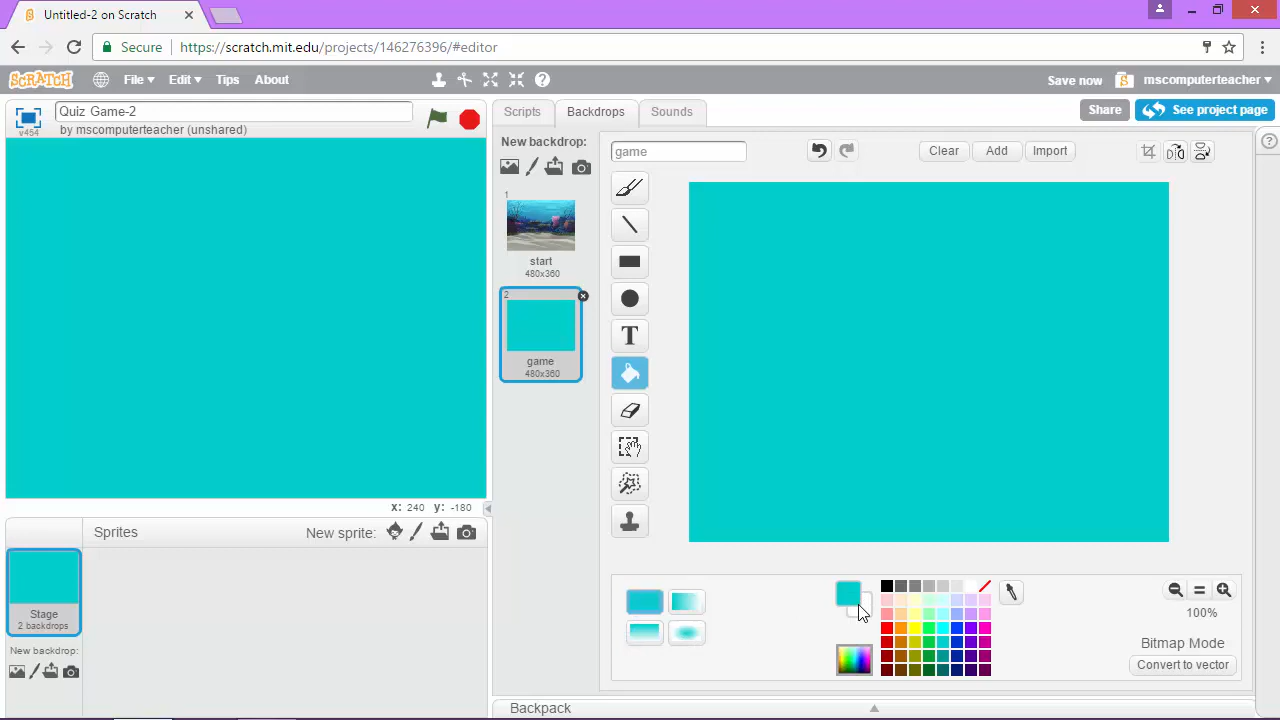 Untitled-2 on Scratch
Secure https://scratch.mit.edu/projects/146276396/#editor
SCRATCH File Edit Tips About Save now mscomputerteacher
Quiz Game-2
v454 by mscomputerteacher (unshared)
Scripts Backdrops Sounds Share See project page
New backdrop:
game Clear Add Import
1
start
480x360
2
game
480x360
T
x: 240 y: -180
Sprites New sprite:
Stage
2 backdrops
New backdrop:
100%
Bitmap Mode
Convert to vector
Backpack